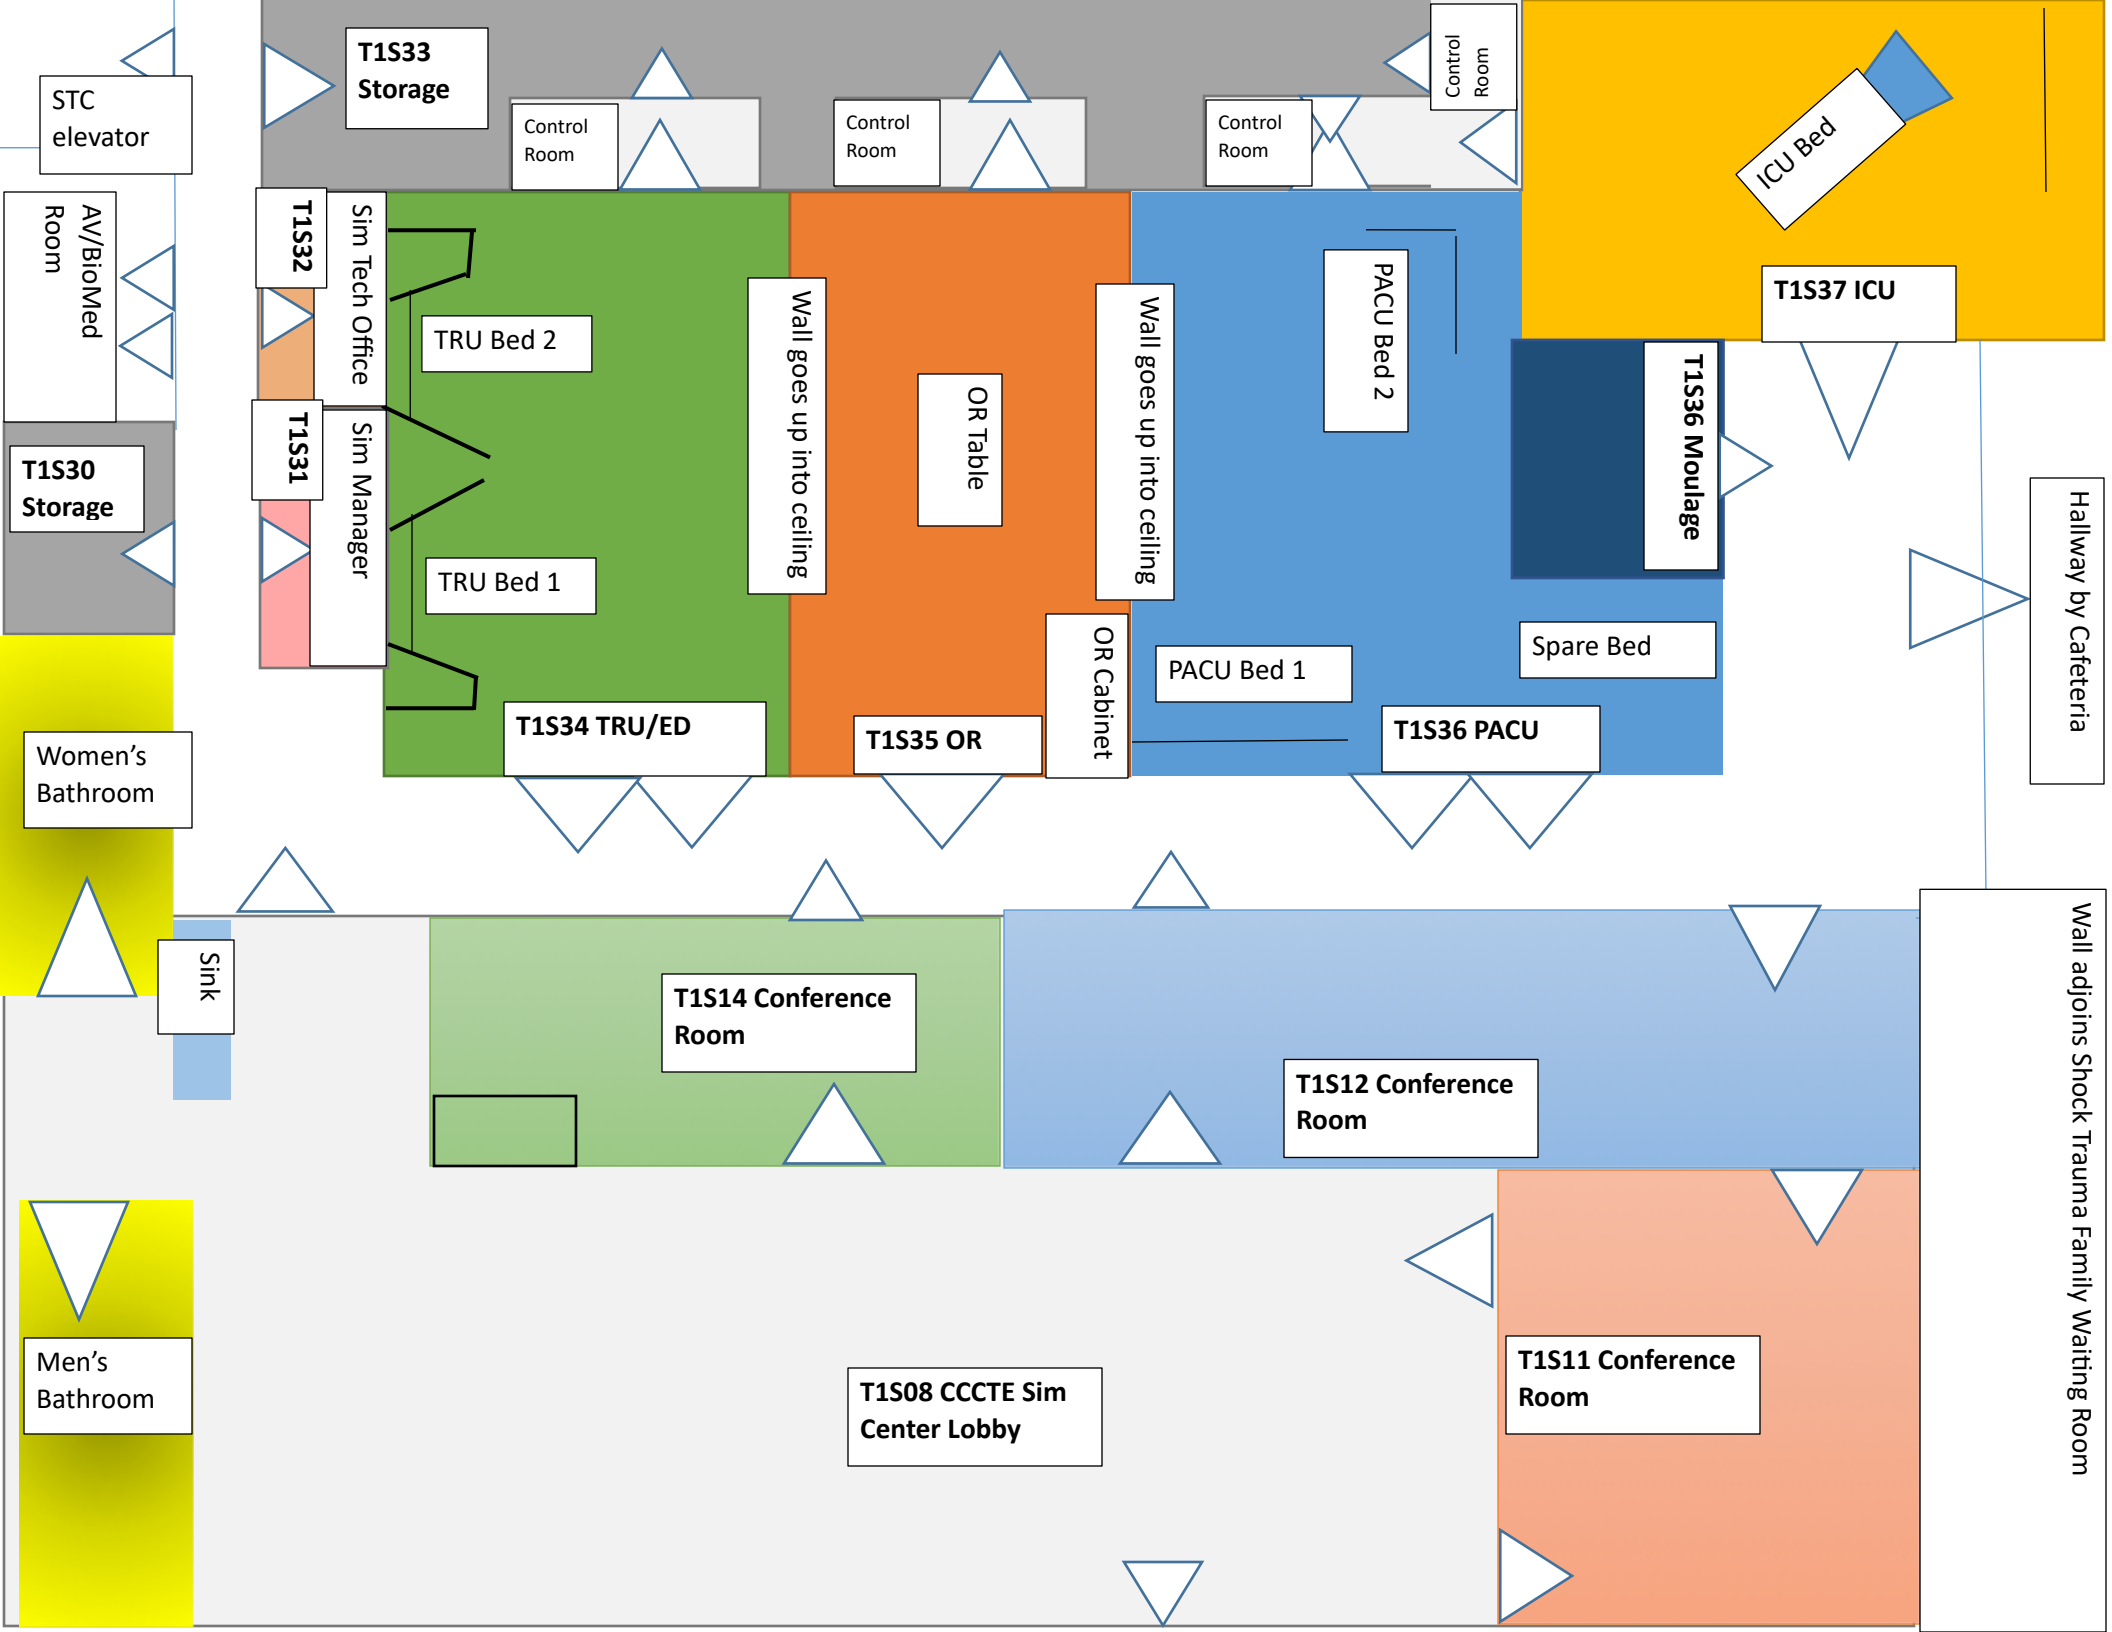 T1S33
Storage
Control
Room
STC
elevator
Control
Room
Control
Room
Control
Room
ICU Bed
AV/BioMed
Room
T1S32
Sim Tech Office
TRU Bed 2
Wall goes up into ceiling
OR Table
Wall goes up into ceiling
PACU Bed 2
T1S37 ICU
T1S36 Moulage
T1S31
Sim Manager
T1S30
Storage
TRU Bed 1
Hallway by Cafeteria
OR Cabinet
PACU Bed 1
Spare Bed
T1S34 TRU/ED
T1S35 OR
T1S36 PACU
Women’s
Bathroom
Sink
T1S14 Conference
Room
T1S12 Conference
Room
Wall adjoins Shock Trauma Family Waiting Room
Men’s
Bathroom
T1S08 CCCTE Sim
Center Lobby
T1S11 Conference
Room